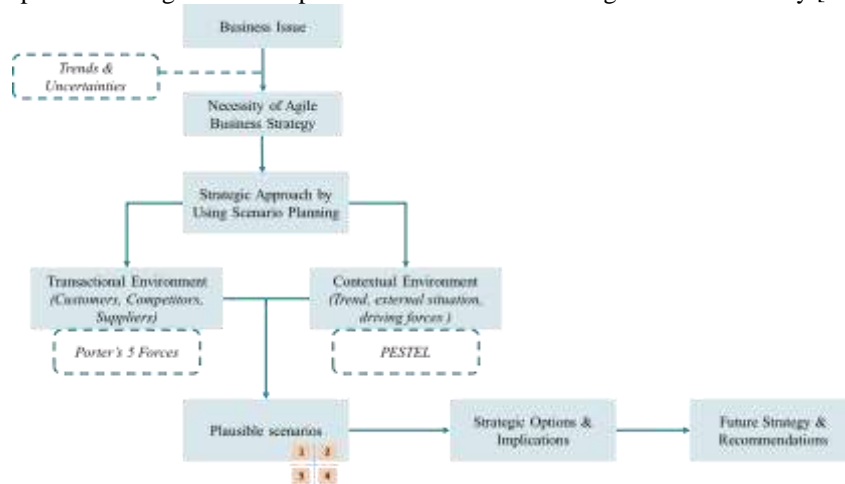 Business Issue
Trends &
Uncertainties
Necessity of Agile
Business Strategy
Strategic Approach by
Using Scenario Planning
Transactional Environment
(Customers, Competitors,
Suppliers)
Contextual Environment
(Trend, external situation,
driving forces )
Porter's 5 Forces
PESTEL
Plausible scenarios
1 2
3 4
Strategic Options &
Implications
Future Strategy &
Recommendations